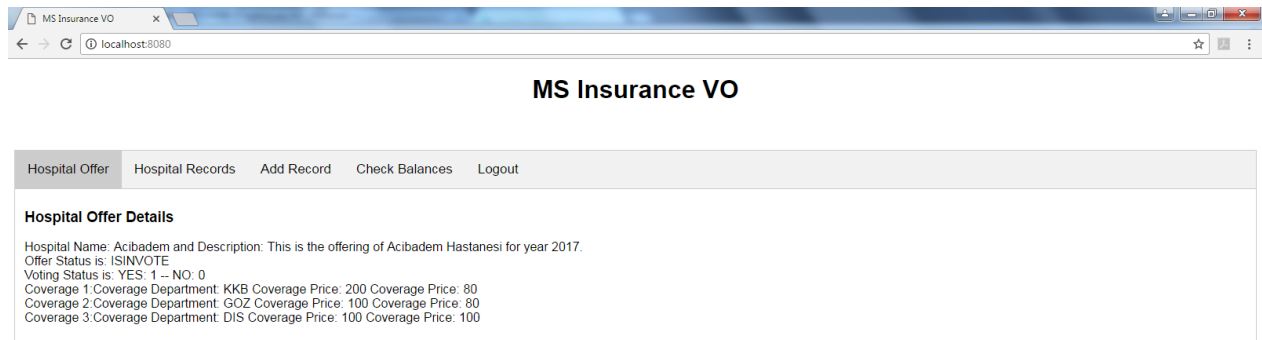 MS Insurance VO
localhost:8080
MS Insurance VO
Hospital Offer Hospital Records Add Record Check Balances Logout
Hospital Offer Details
Hospital Name: Acibadem and Description: This is the offering of Acibadem Hastanesi for year 2017.
Offer Status is: ISINVOTE
Voting Status is: YES: 1 -- NO: 0
Coverage 1:Coverage Department: KKB Coverage Price: 200 Coverage Price: 80
Coverage 2:Coverage Department: GOZ Coverage Price: 100 Coverage Price: 80
Coverage 3:Coverage Department: DIS Coverage Price: 100 Coverage Price: 100